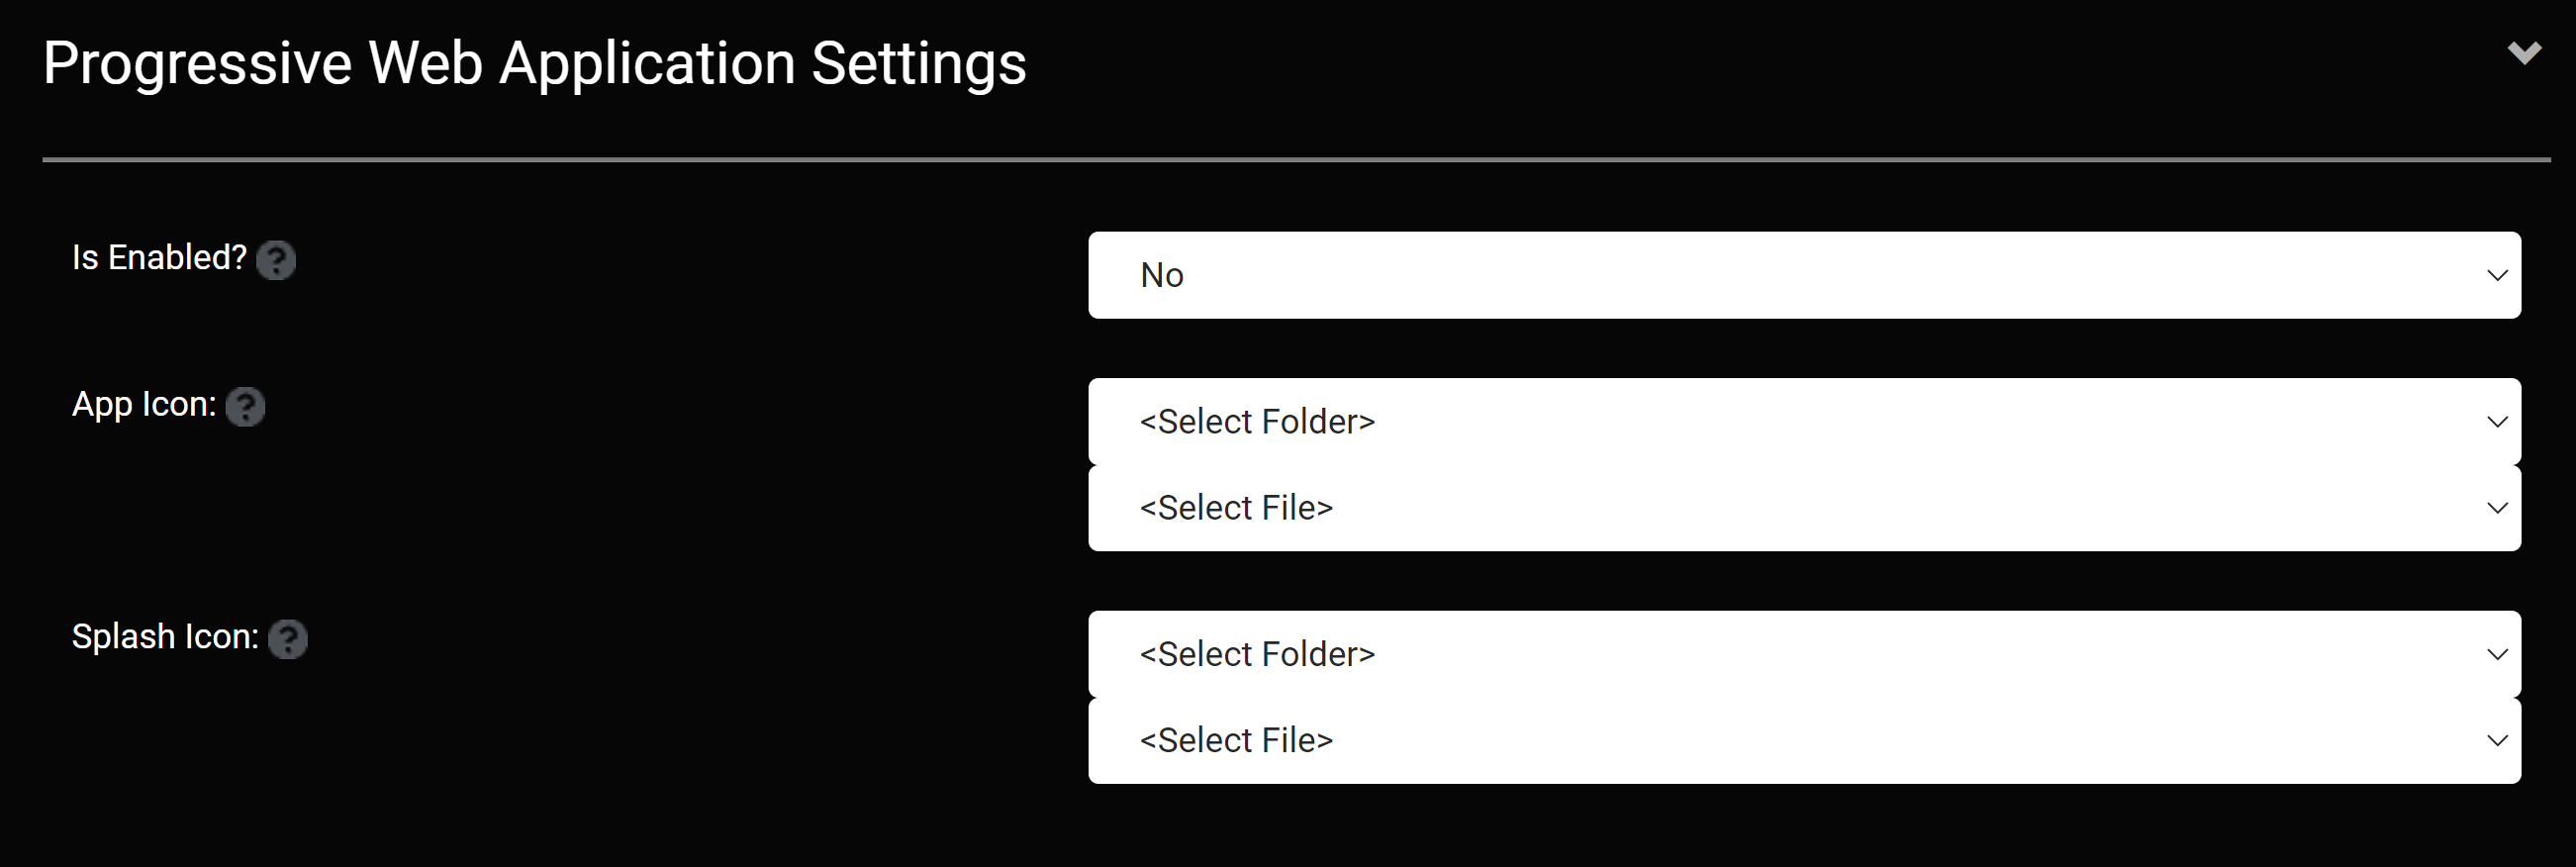 Progressive Web Application Settings
Is Enabled? ?
No
App Icon: ?
<Select Folder>
<Select File>
Splash Icon: ?
<Select Folder>
<Select File>